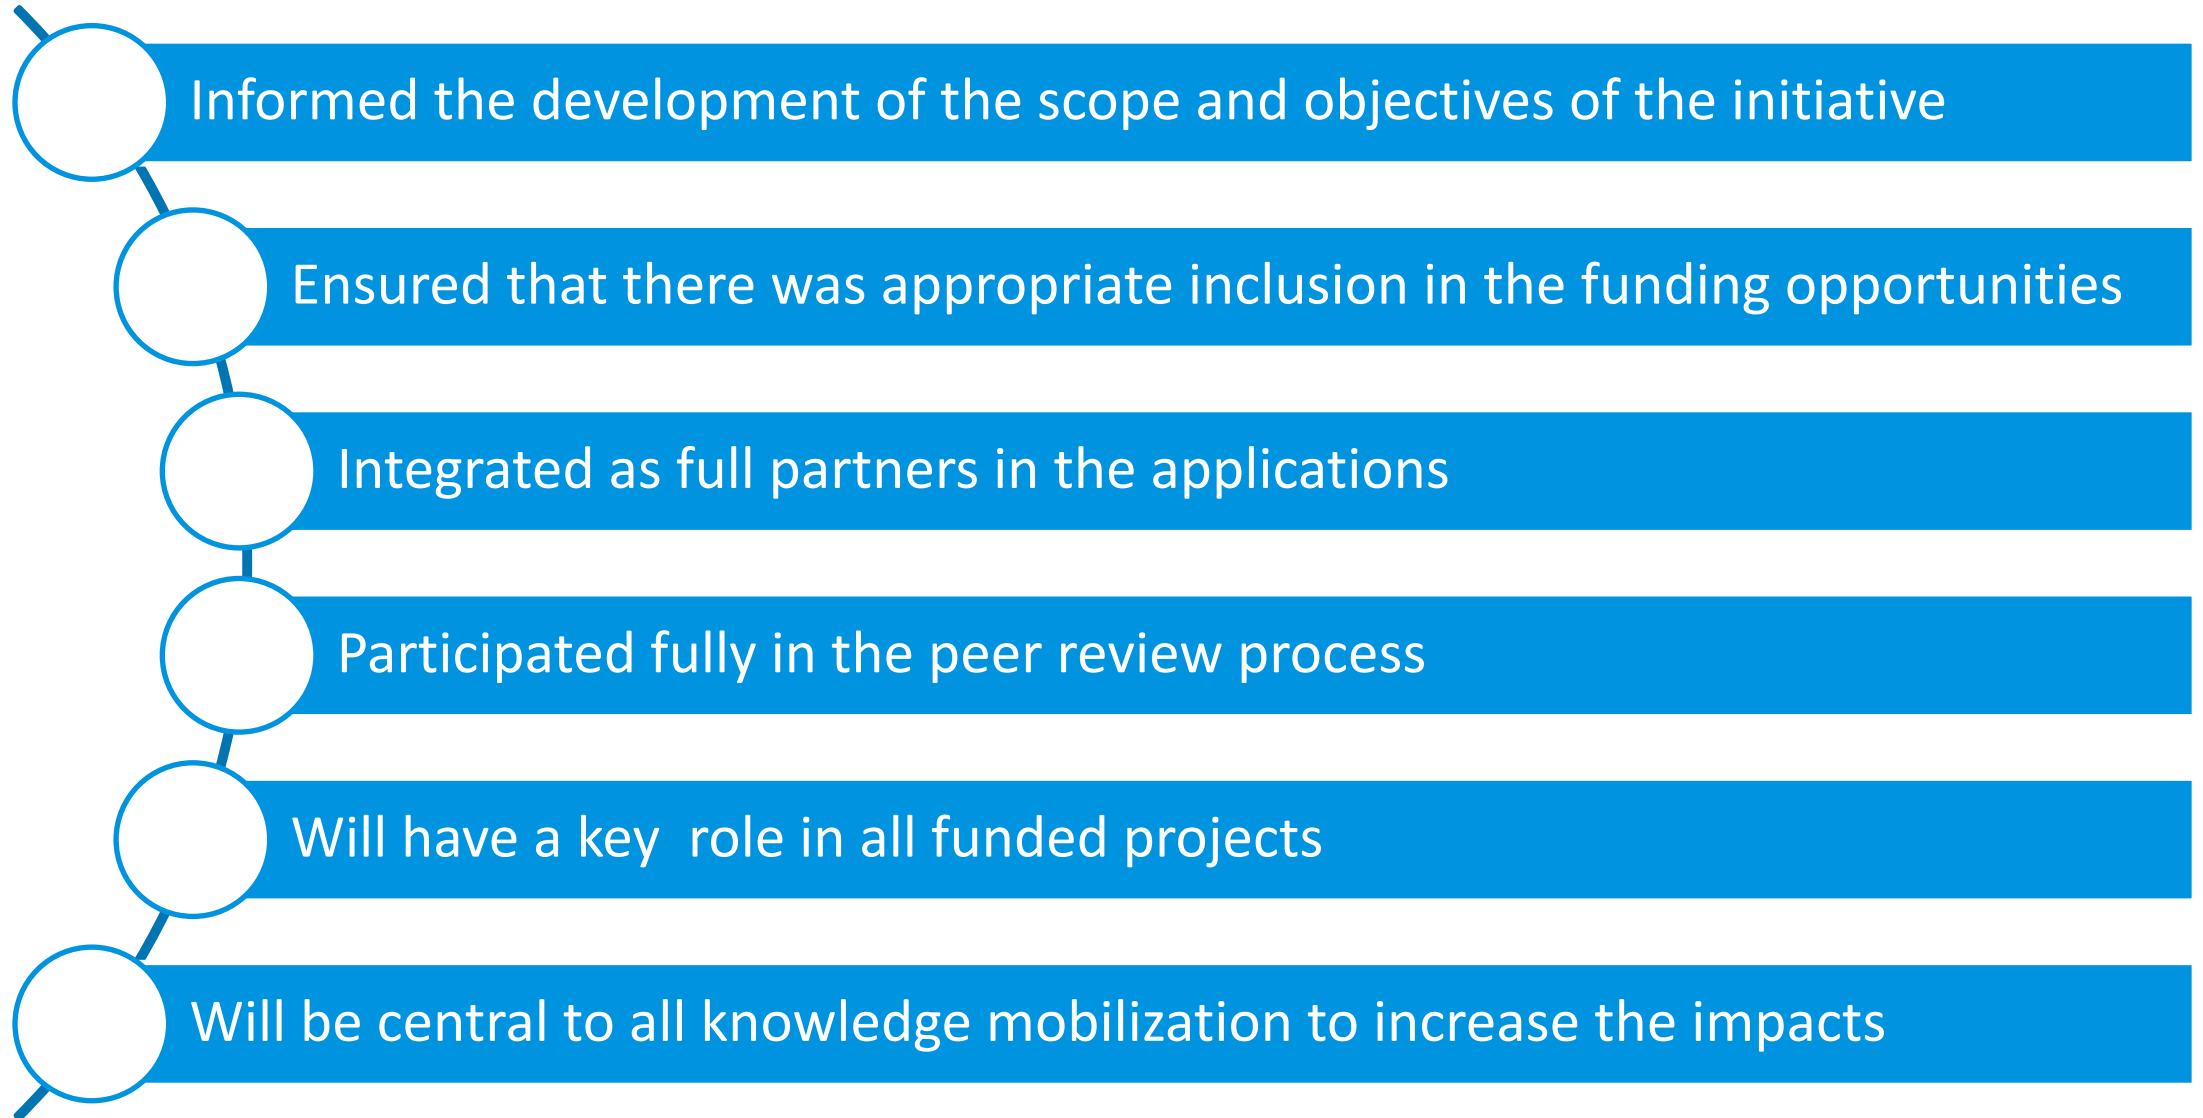 Informed the development of the scope and objectives of the initiative
Ensured that there was appropriate inclusion in the funding opportunities
Integrated as full partners in the applications
Participated fully in the peer review process
Will have a key  role in all funded projects
Will be central to all knowledge mobilization to increase the impacts